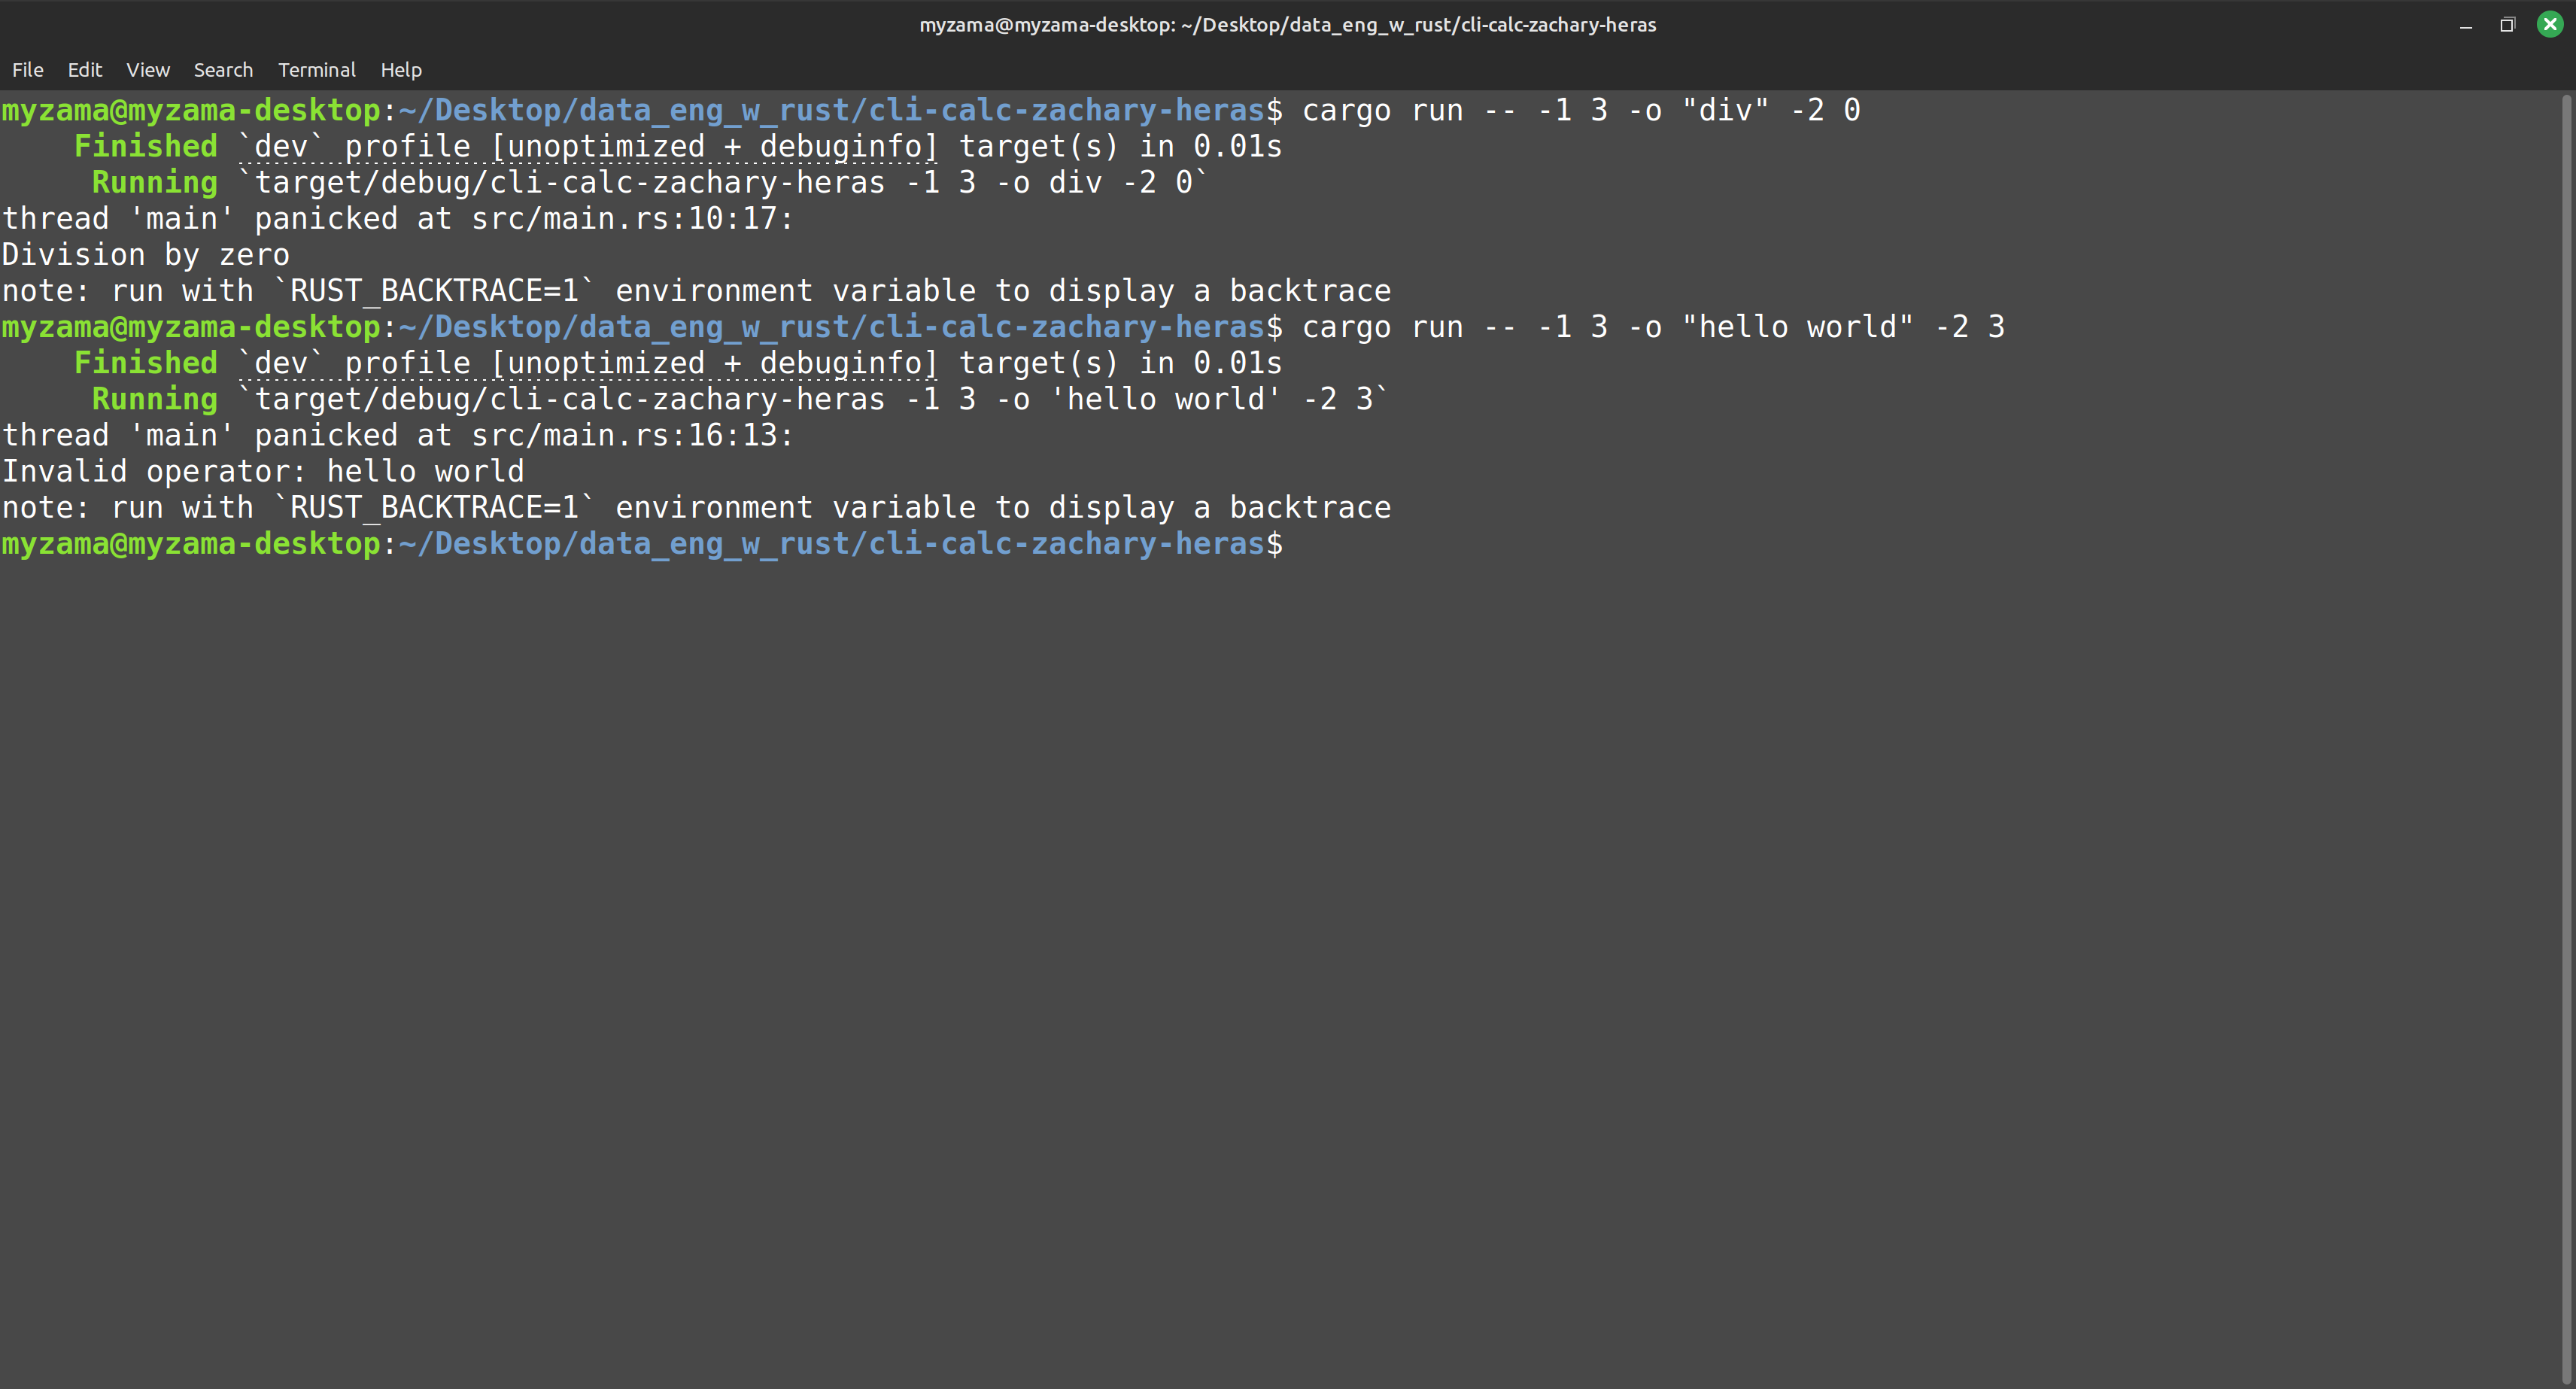 myzama@myzama-desktop: ~/Desktop/data_eng_w_rust/cli-calc-zachary-heras
File Edit View Search Terminal Help
myzama@myzama-desktop:~/Desktop/data_eng_w_rust/cli-calc-zachary-heras$ cargo run -- -1 3 -o "div" -2 0
    Finished `dev` profile [unoptimized + debuginfo] target(s) in 0.01s
     Running `target/debug/cli-calc-zachary-heras -1 3 -o div -2 0`
thread 'main' panicked at src/main.rs:10:17:
Division by zero
note: run with `RUST_BACKTRACE=1` environment variable to display a backtrace
myzama@myzama-desktop:~/Desktop/data_eng_w_rust/cli-calc-zachary-heras$ cargo run -- -1 3 -o "hello world" -2 3
    Finished `dev` profile [unoptimized + debuginfo] target(s) in 0.01s
     Running `target/debug/cli-calc-zachary-heras -1 3 -o 'hello world' -2 3`
thread 'main' panicked at src/main.rs:16:13:
Invalid operator: hello world
note: run with `RUST_BACKTRACE=1` environment variable to display a backtrace
myzama@myzama-desktop:~/Desktop/data_eng_w_rust/cli-calc-zachary-heras$